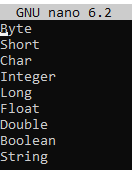 GNU nano 6.2
Byte
Short
Char
Integer
Long
Float
Double
Boolean
String